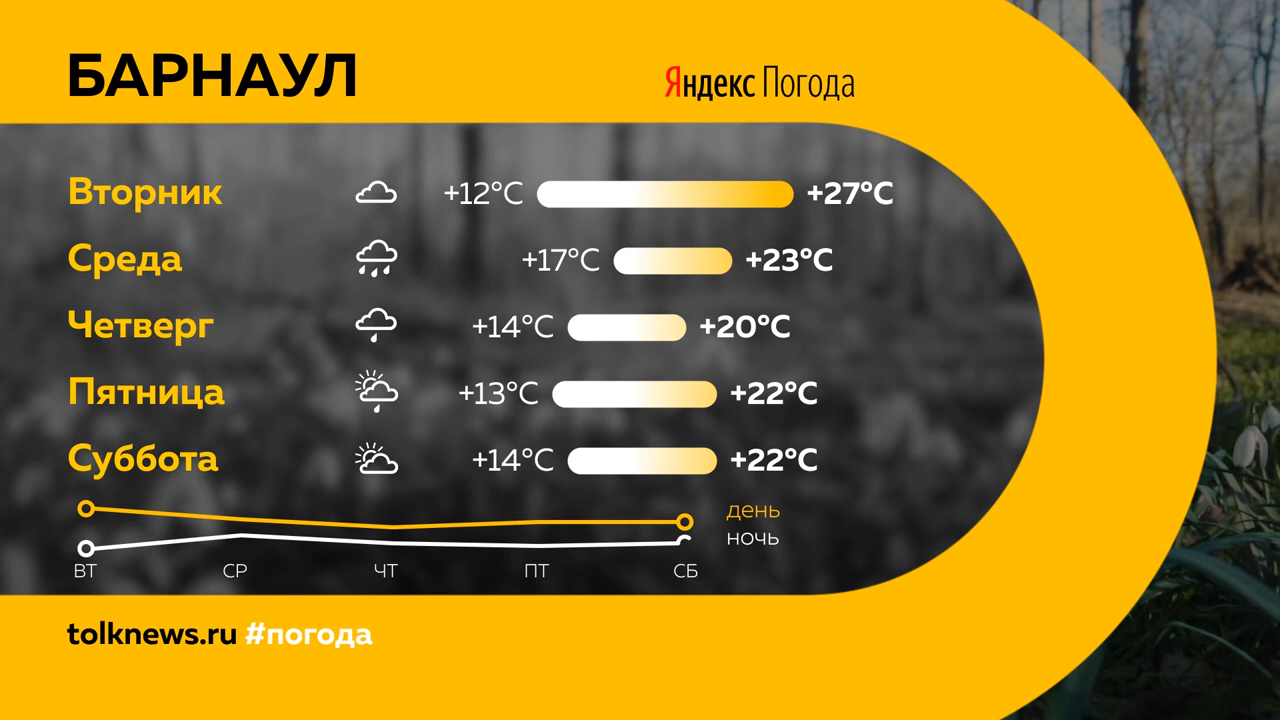 БАРНАУЛ
Яндекс Погода
Вторник +12°C +27°C
Среда +17°C +23°C
Четверг +14°C +20°C
Пятница +13°C +22°C
Суббота +14°C +22°C
день
ночь
ВТ СР ЧТ ПТ СБ
tolknews.ru #погода